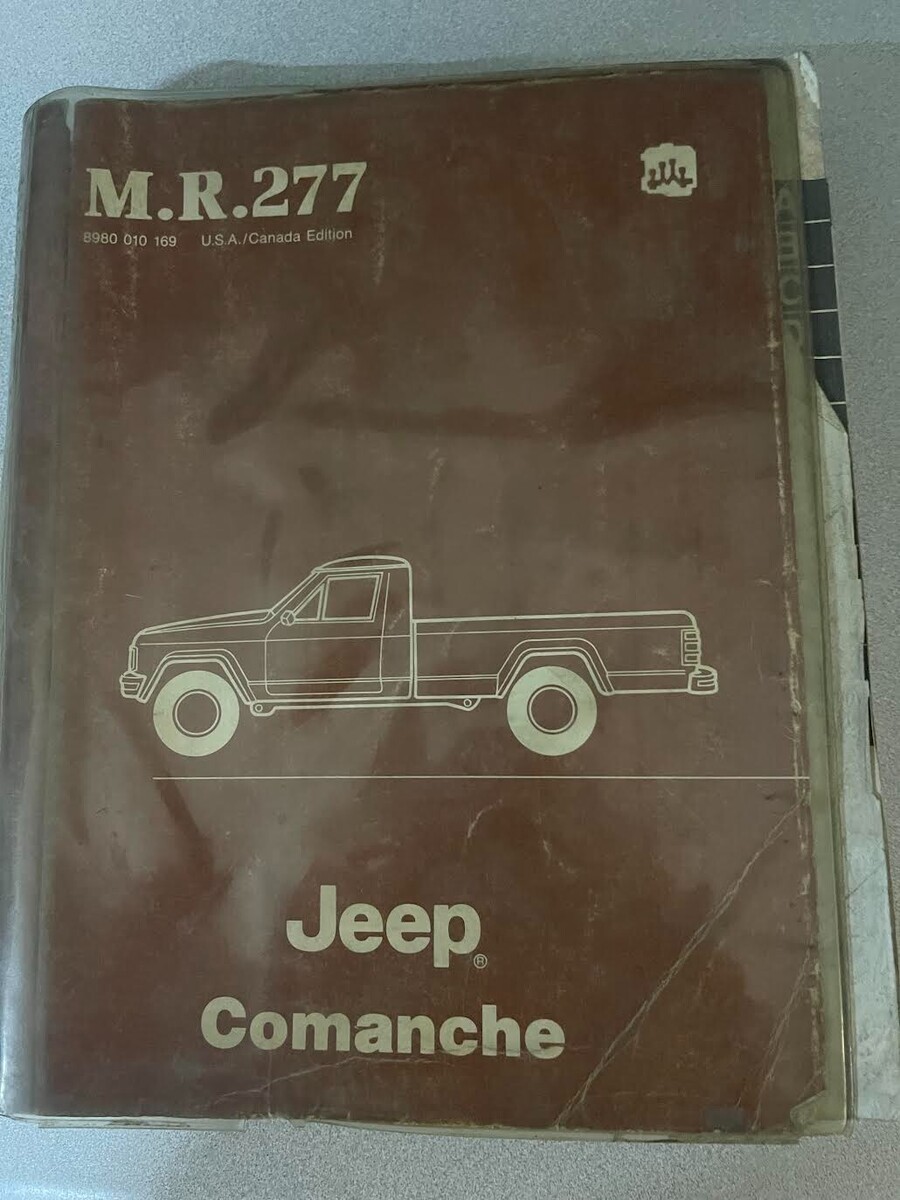 M.R.277
8980 010 169 U.S.A./Canada Edition
A
B
C
Jeep®
Comanche